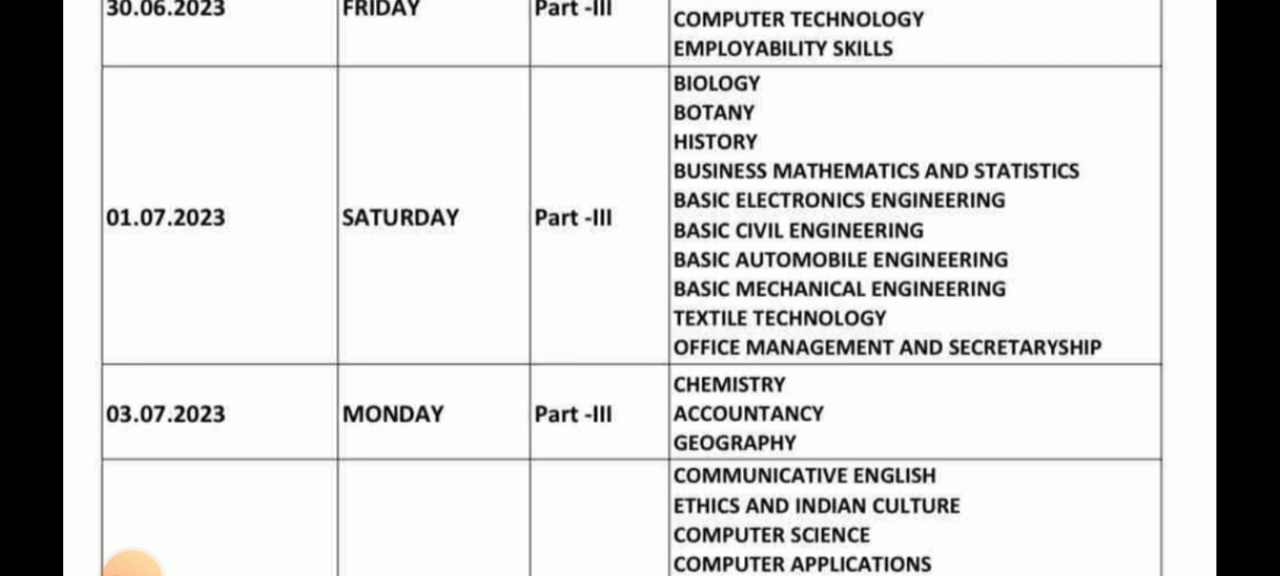 30.06.2023 FRIDAY Part -III
COMPUTER TECHNOLOGY
EMPLOYABILITY SKILLS
01.07.2023 SATURDAY Part -III
BIOLOGY
BOTANY
HISTORY
BUSINESS MATHEMATICS AND STATISTICS
BASIC ELECTRONICS ENGINEERING
BASIC CIVIL ENGINEERING
BASIC AUTOMOBILE ENGINEERING
BASIC MECHANICAL ENGINEERING
TEXTILE TECHNOLOGY
OFFICE MANAGEMENT AND SECRETARYSHIP
03.07.2023 MONDAY Part -III
CHEMISTRY
ACCOUNTANCY
GEOGRAPHY
COMMUNICATIVE ENGLISH
ETHICS AND INDIAN CULTURE
COMPUTER SCIENCE
COMPUTER APPLICATIONS